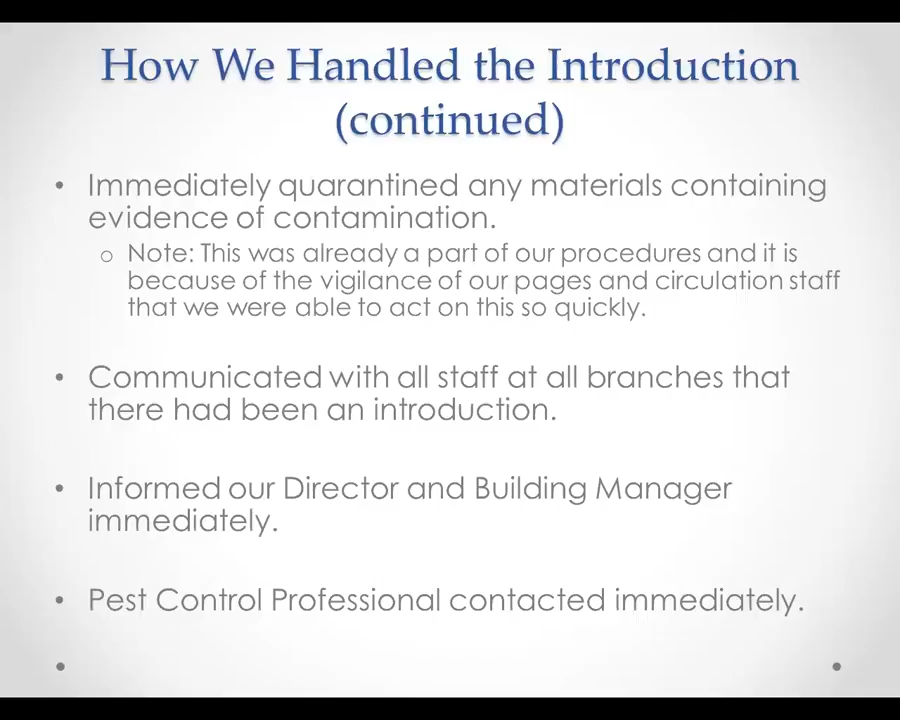 How We Handled the Introduction
(continued)
• Immediately quarantined any materials containing
evidence of contamination.
o Note: This was already a part of our procedures and it is
because of the vigilance of our pages and circulation staff
that we were able to act on this so quickly.
• Communicated with all staff at all branches that
there had been an introduction.
• Informed our Director and Building Manager
immediately.
• Pest Control Professional contacted immediately.